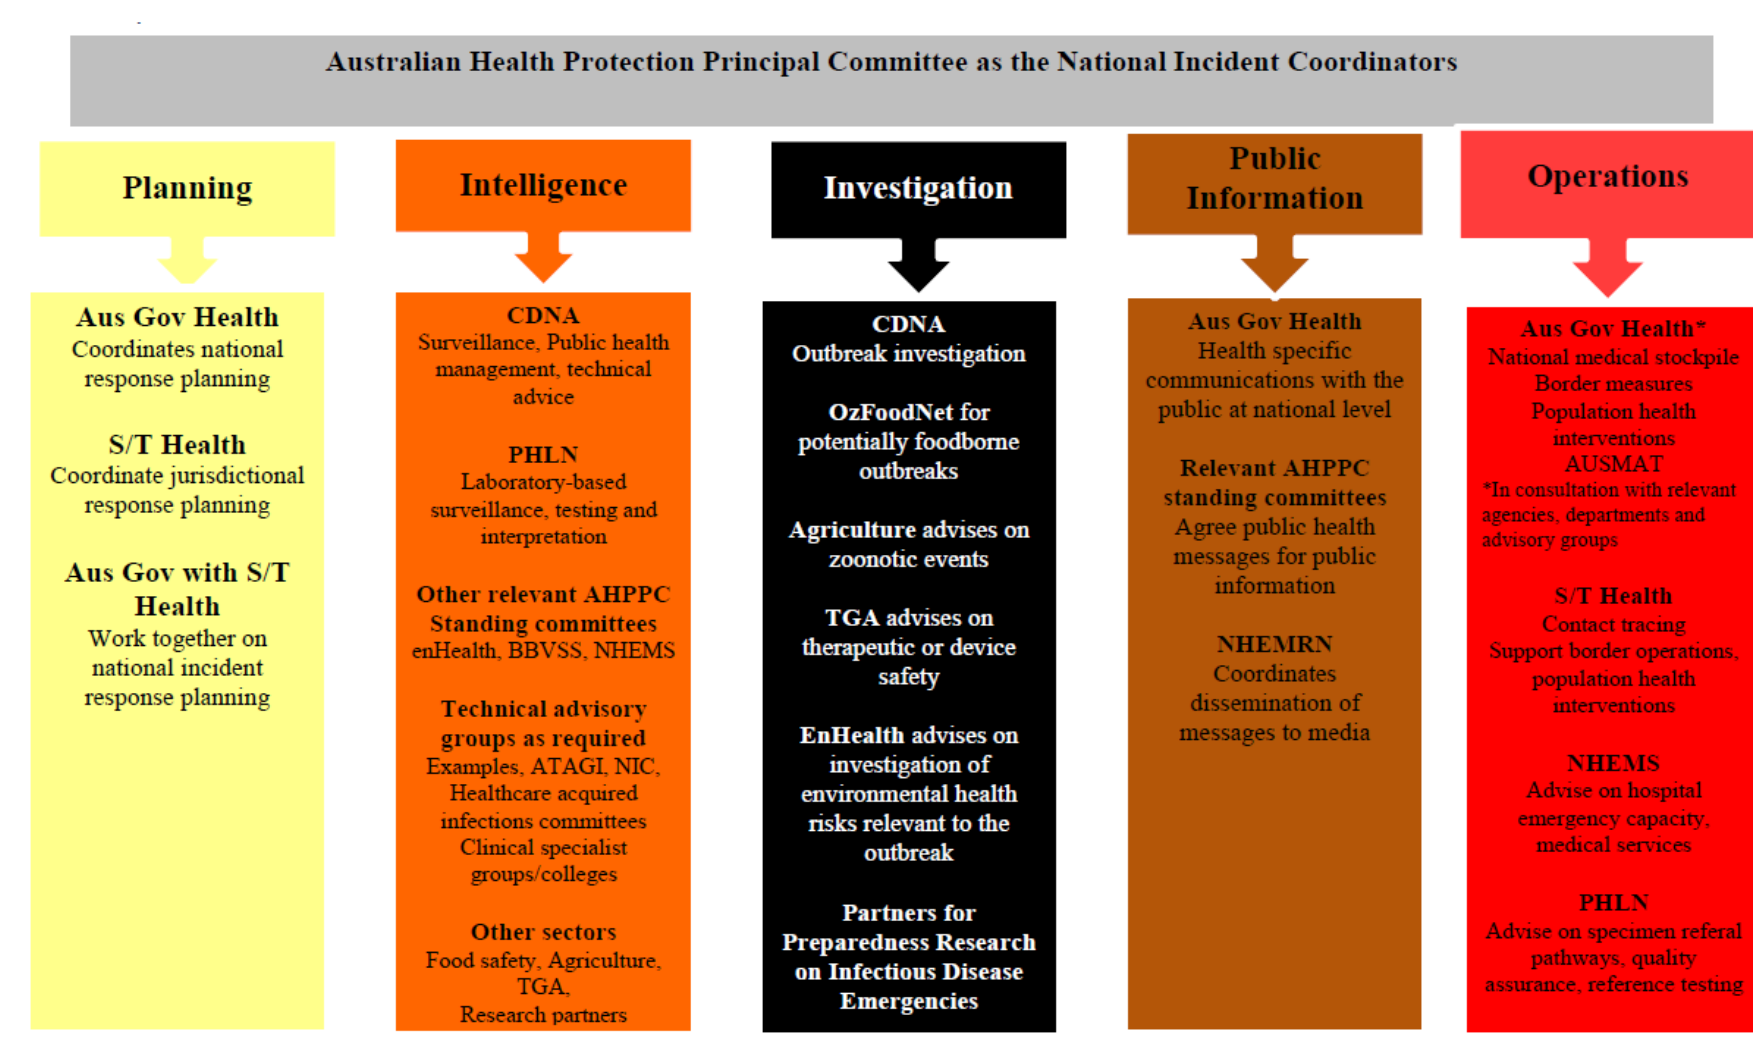 Australian Health Protection Principal Committee as the National Incident Coordinators
Planning
Aus Gov Health
Coordinates national
response planning
S/T Health
Coordinate jurisdictional
response planning
Aus Gov with S/T
Health
Work together on
national incident
response planning
Intelligence
CDNA
Surveillance, Public health
management, technical
advice
PHLN
Laboratory-based
surveillance, testing and
interpretation
Other relevant AHPPC
Standing committees
enHealth, BBVSS, NHEMS
Technical advisory
groups as required
Examples, ATAGI, NIC,
Healthcare acquired
infections committees
Clinical specialist
groups/colleges
Other sectors
Food safety, Agriculture,
TGA,
Research partners
Investigation
CDNA
Outbreak investigation
OzFoodNet for
potentially foodborne
outbreaks
Agriculture advises on
zoonotic events
TGA advises on
therapeutic or device
safety
EnHealth advises on
investigation of
environmental health
risks relevant to the
outbreak
Partners for
Preparedness Research
on Infectious Disease
Emergencies
Public
Information
Aus Gov Health
Health specific
communications with the
public at national level
Relevant AHPPC
standing committees
Agree public health
messages for public
information
NHEMRN
Coordinates
dissemination of
messages to media
Operations
Aus Gov Health*
National medical stockpile
Border measures
Population health
interventions
AUSMAT
*In consultation with relevant
agencies, departments and
advisory groups
S/T Health
Contact tracing
Support border operations,
population health
interventions
NHEMS
Advise on hospital
emergency capacity,
medical services
PHLN
Advise on specimen referal
pathways, quality
assurance, reference testing